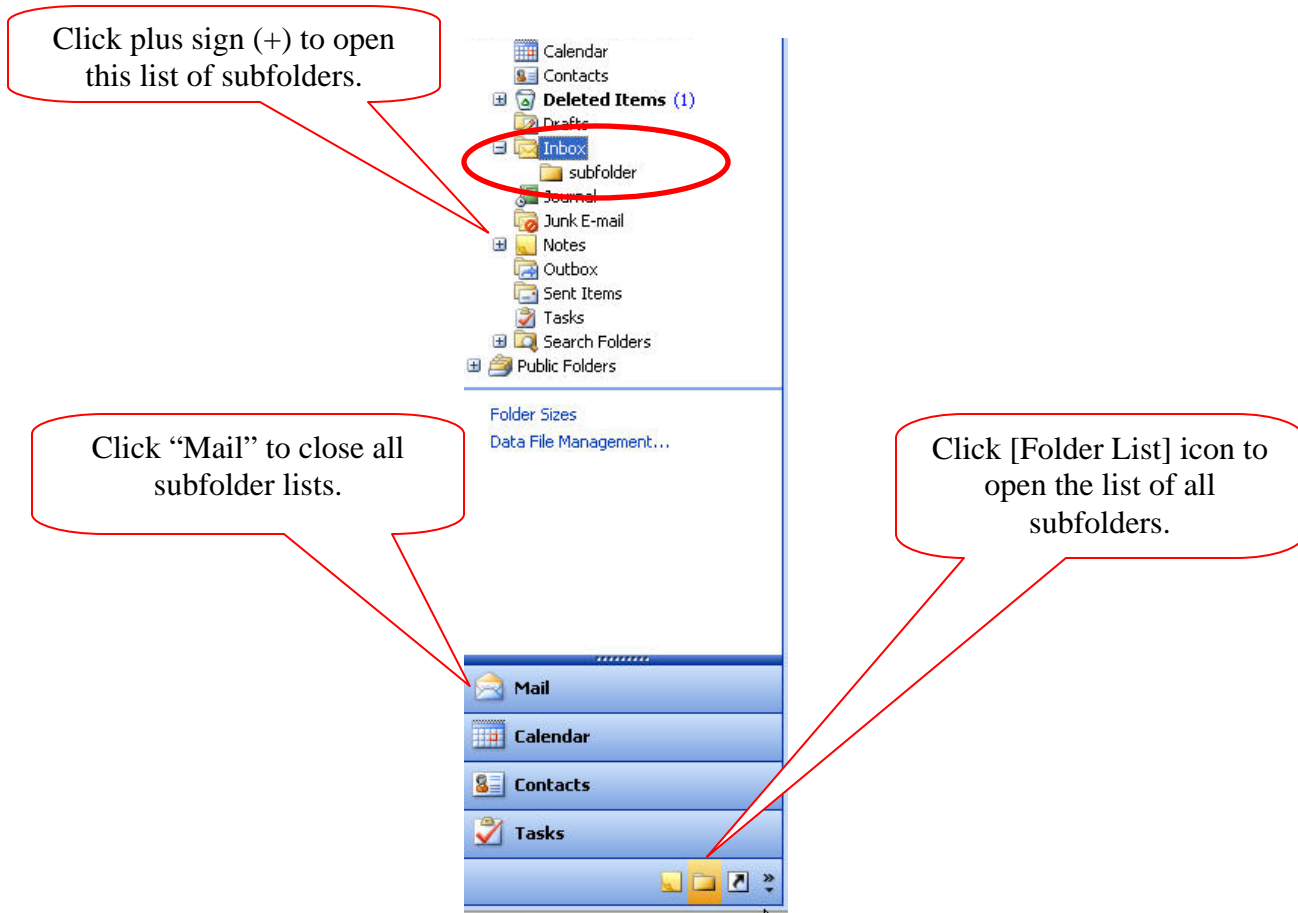 Click plus sign (+) to open
this list of subfolders.
Calendar
Contacts
Deleted Items (1)
Drafts
Inbox
subfolder
Journal
Junk E-mail
Notes
Outbox
Sent Items
Tasks
Search Folders
Public Folders
Folder Sizes
Data File Management...
Click “Mail” to close all
subfolder lists.
Click [Folder List] icon to
open the list of all
subfolders.
Mail
Calendar
Contacts
Tasks